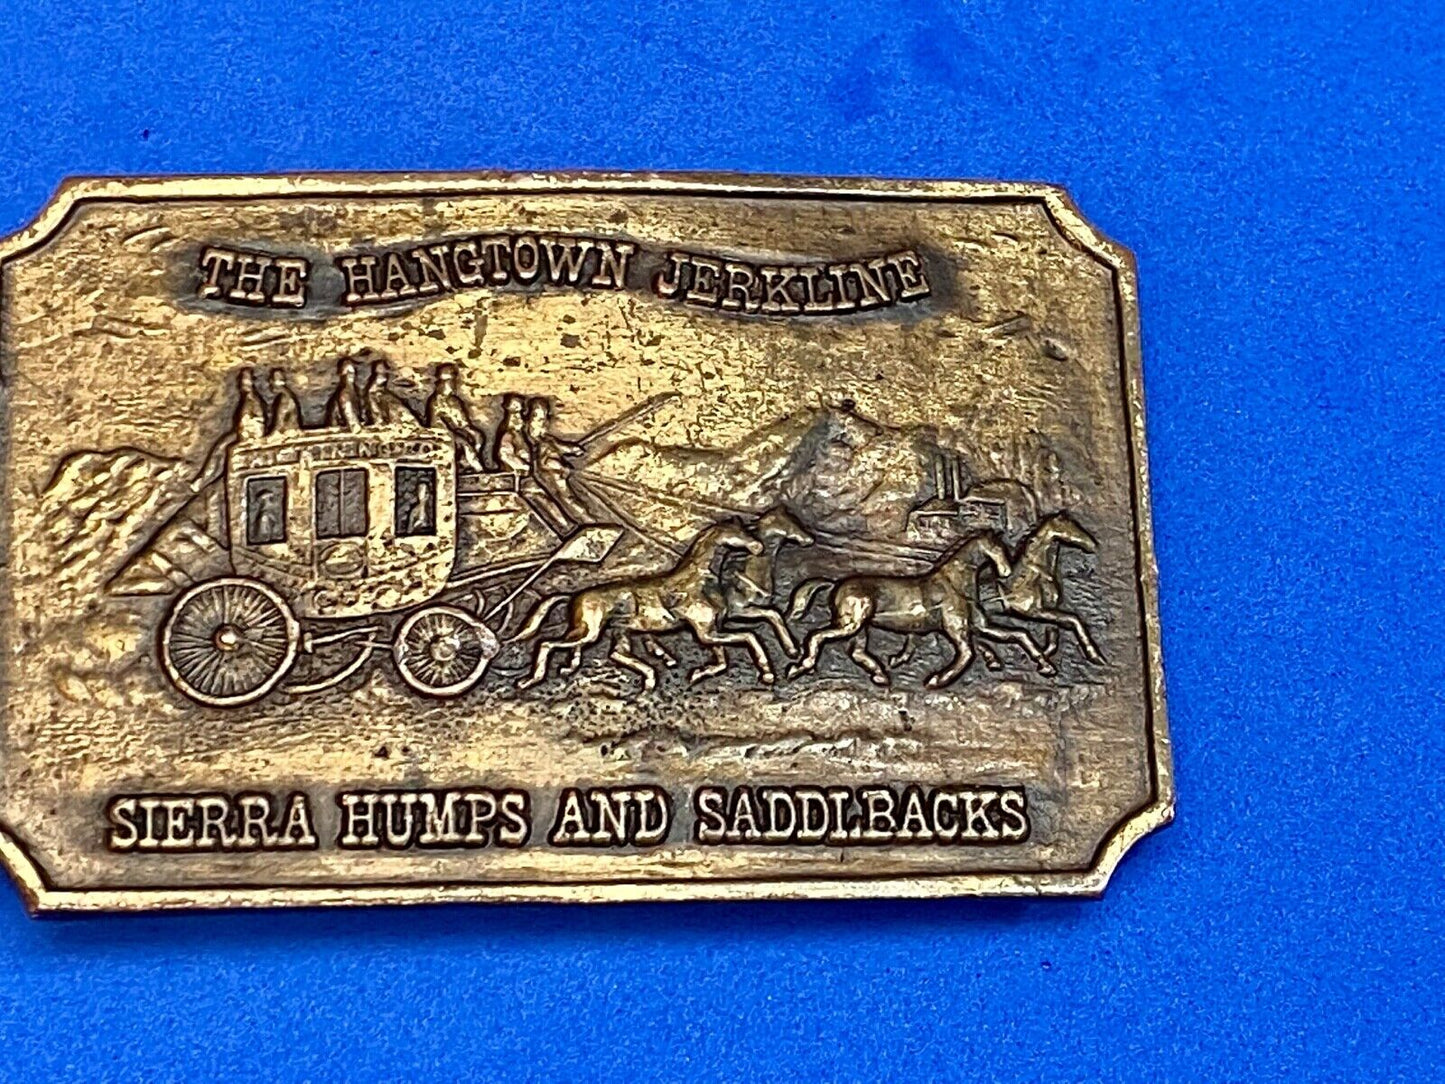 THE HANGTOWN JERKLINE
SIERRA HUMPS AND SADDLBACKS